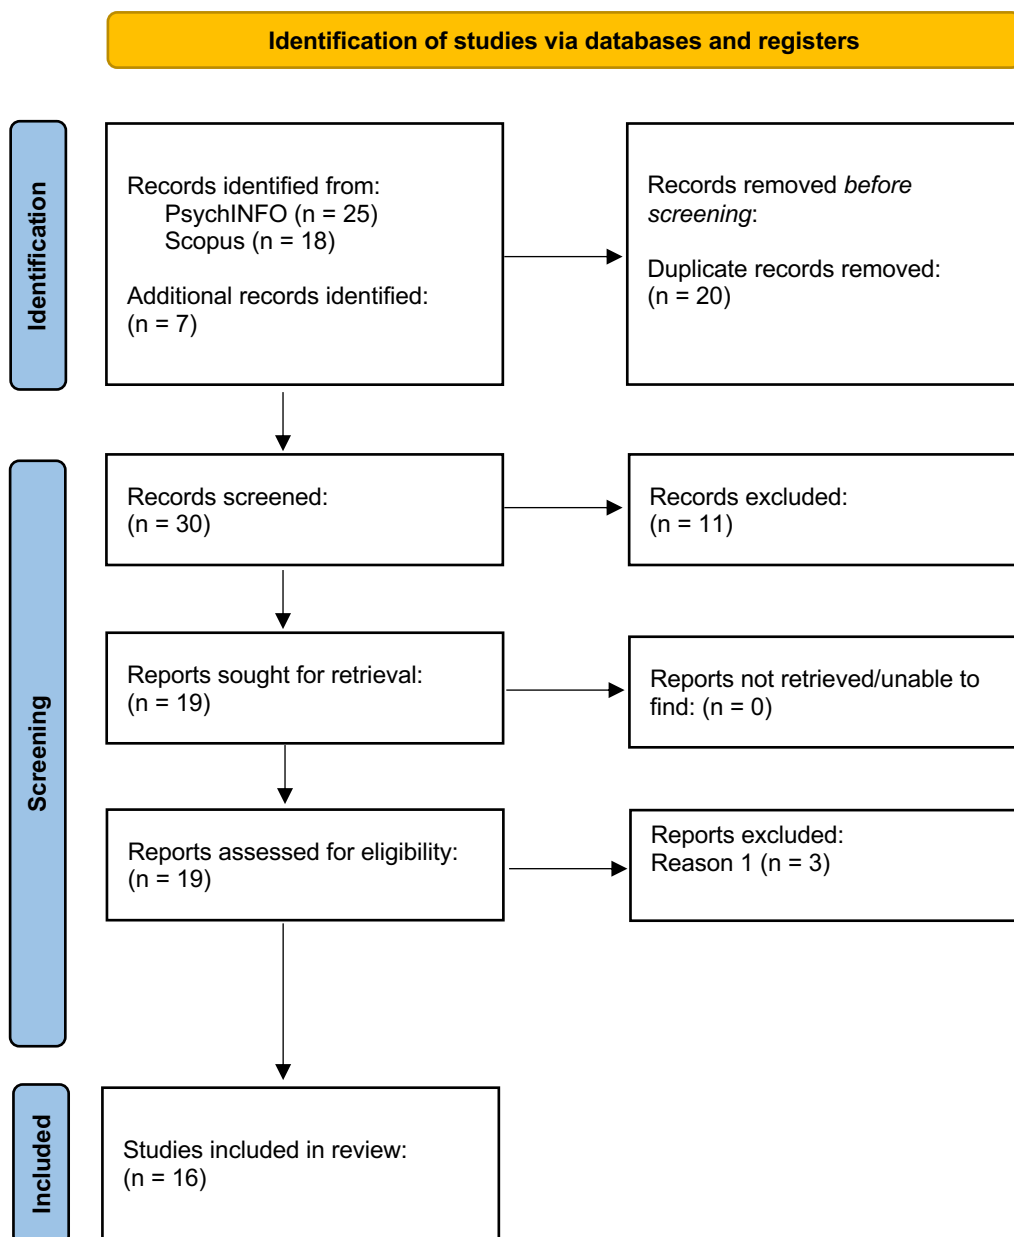 Identification of studies via databases and registers
Identification
Records identified from:
PsychINFO (n = 25)
Scopus (n = 18)
Additional records identified:
(n = 7)
Records removed before
screening:
Duplicate records removed:
(n = 20)
Screening
Records screened:
(n = 30)
Records excluded:
(n = 11)
Reports sought for retrieval:
(n = 19)
Reports not retrieved/unable to
find: (n = 0)
Reports assessed for eligibility:
(n = 19)
Reports excluded:
Reason 1 (n = 3)
Included
Studies included in review:
(n = 16)